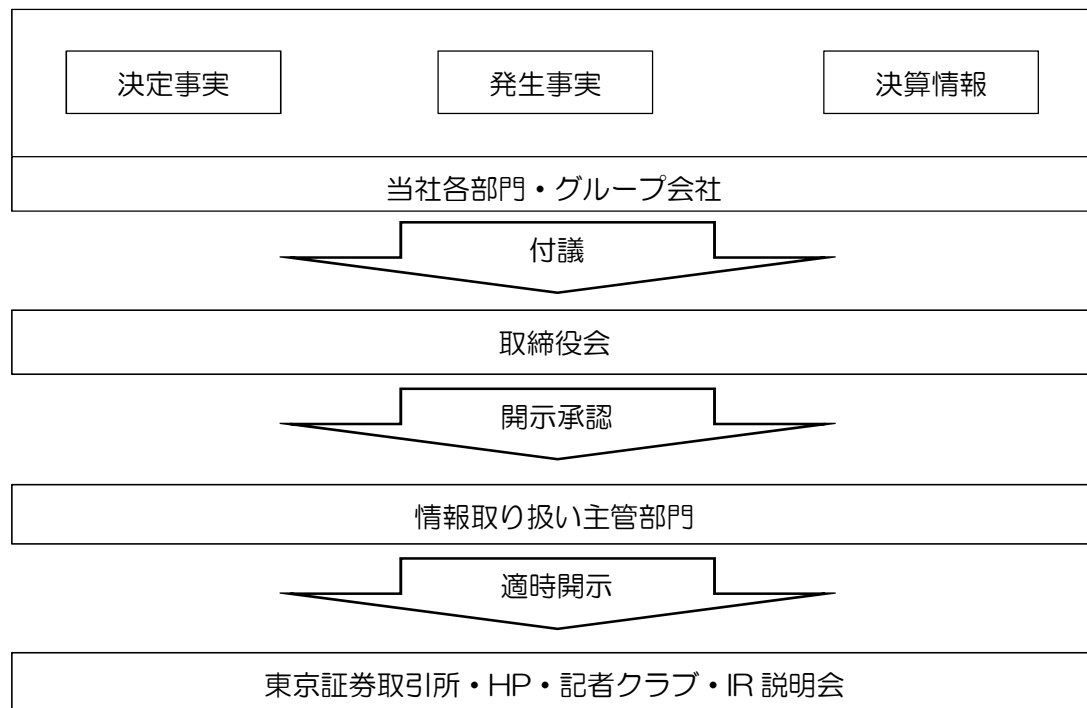 決定事実
発生事実
決算情報
当社各部門・グループ会社
付議
取締役会
開示承認
情報取り扱い主管部門
適時開示
東京証券取引所・HP・記者クラブ・IR 説明会